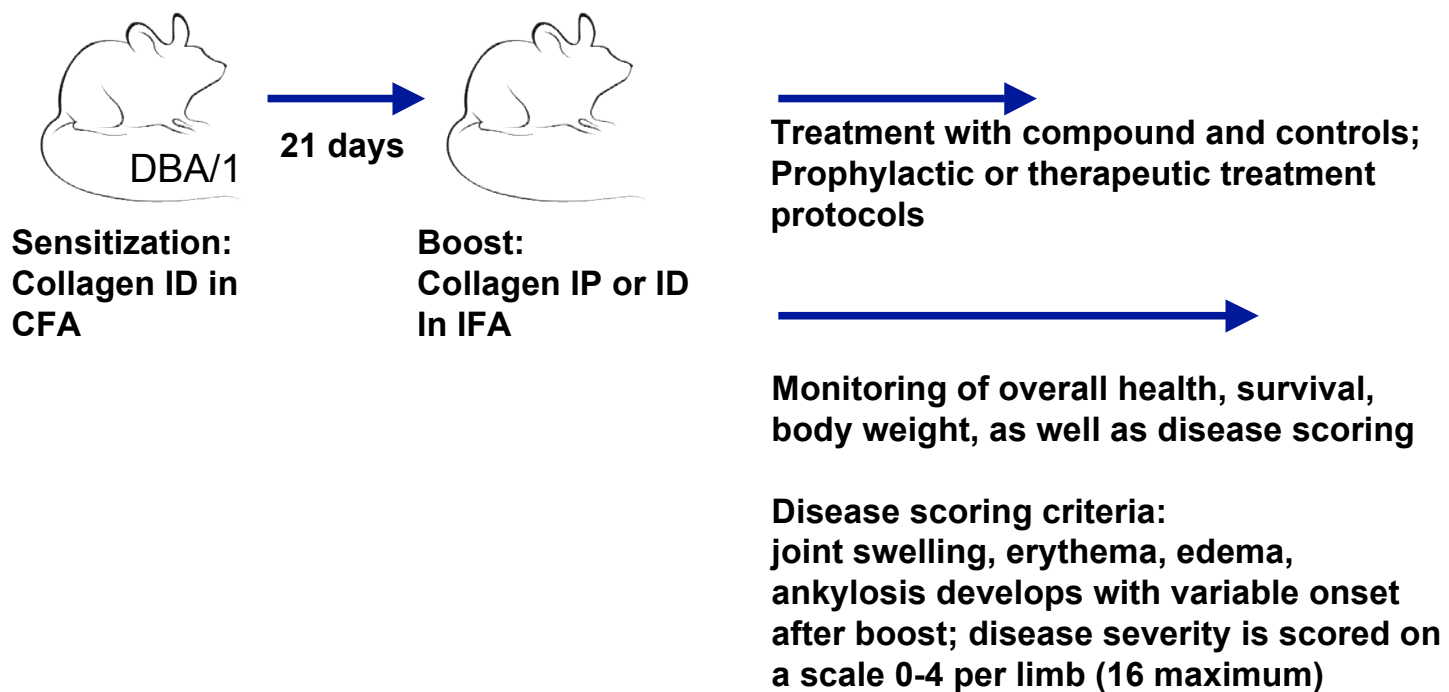 DBA/1
21 days
Sensitization:
Collagen ID in
CFA
Boost:
Collagen IP or ID
In IFA
Treatment with compound and controls;
Prophylactic or therapeutic treatment
protocols
Monitoring of overall health, survival,
body weight, as well as disease scoring
Disease scoring criteria:
joint swelling, erythema, edema,
ankylosis develops with variable onset
after boost; disease severity is scored on
a scale 0-4 per limb (16 maximum)